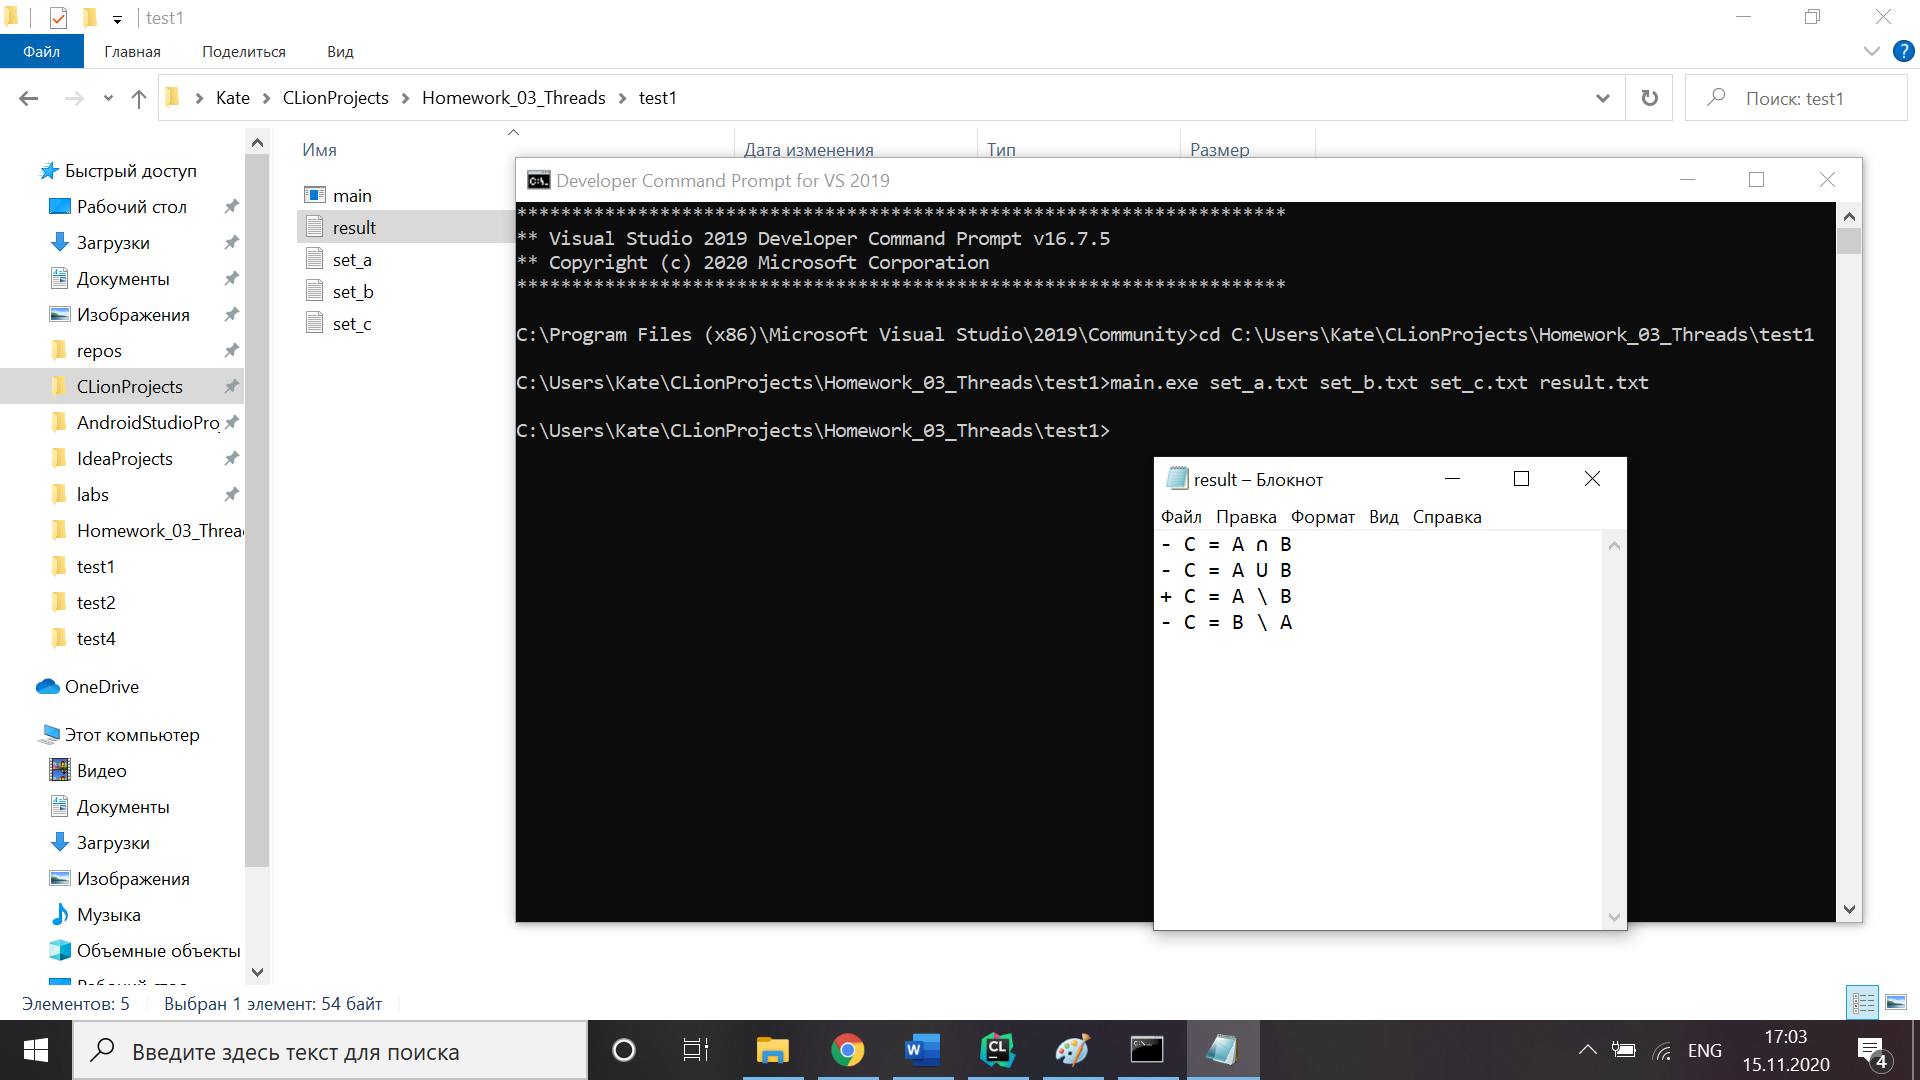 test1
Файл Главная Поделиться Вид
Kate CLionProjects Homework_03_Threads test1
Поиск: test1
Быстрый доступ
Рабочий стол
Загрузки
Документы
Изображения
repos
CLionProjects
AndroidStudioPro
IdeaProjects
labs
Homework_03_Threa
test1
test2
test4
OneDrive
Этот компьютер
Видео
Документы
Загрузки
Изображения
Музыка
Объемные объекты
Рабочий стол
Имя Дата изменения Тип Размер
main
result
set_a
set_b
set_c
Developer Command Prompt for VS 2019
**********************************************************************
** Visual Studio 2019 Developer Command Prompt v16.7.5
** Copyright (c) 2020 Microsoft Corporation
**********************************************************************
C:\Program Files (x86)\Microsoft Visual Studio\2019\Community>cd C:\Users\Kate\CLionProjects\Homework_03_Threads\test1
C:\Users\Kate\CLionProjects\Homework_03_Threads\test1>main.exe set_a.txt set_b.txt set_c.txt result.txt
C:\Users\Kate\CLionProjects\Homework_03_Threads\test1>
result – Блокнот
Файл Правка Формат Вид Справка
- C = A ∩ B
- C = A U B
+ C = A \ B
- C = B \ A
Элементов: 5 Выбран 1 элемент: 54 байт
Введите здесь текст для поиска
ENG
17:03
15.11.2020
4